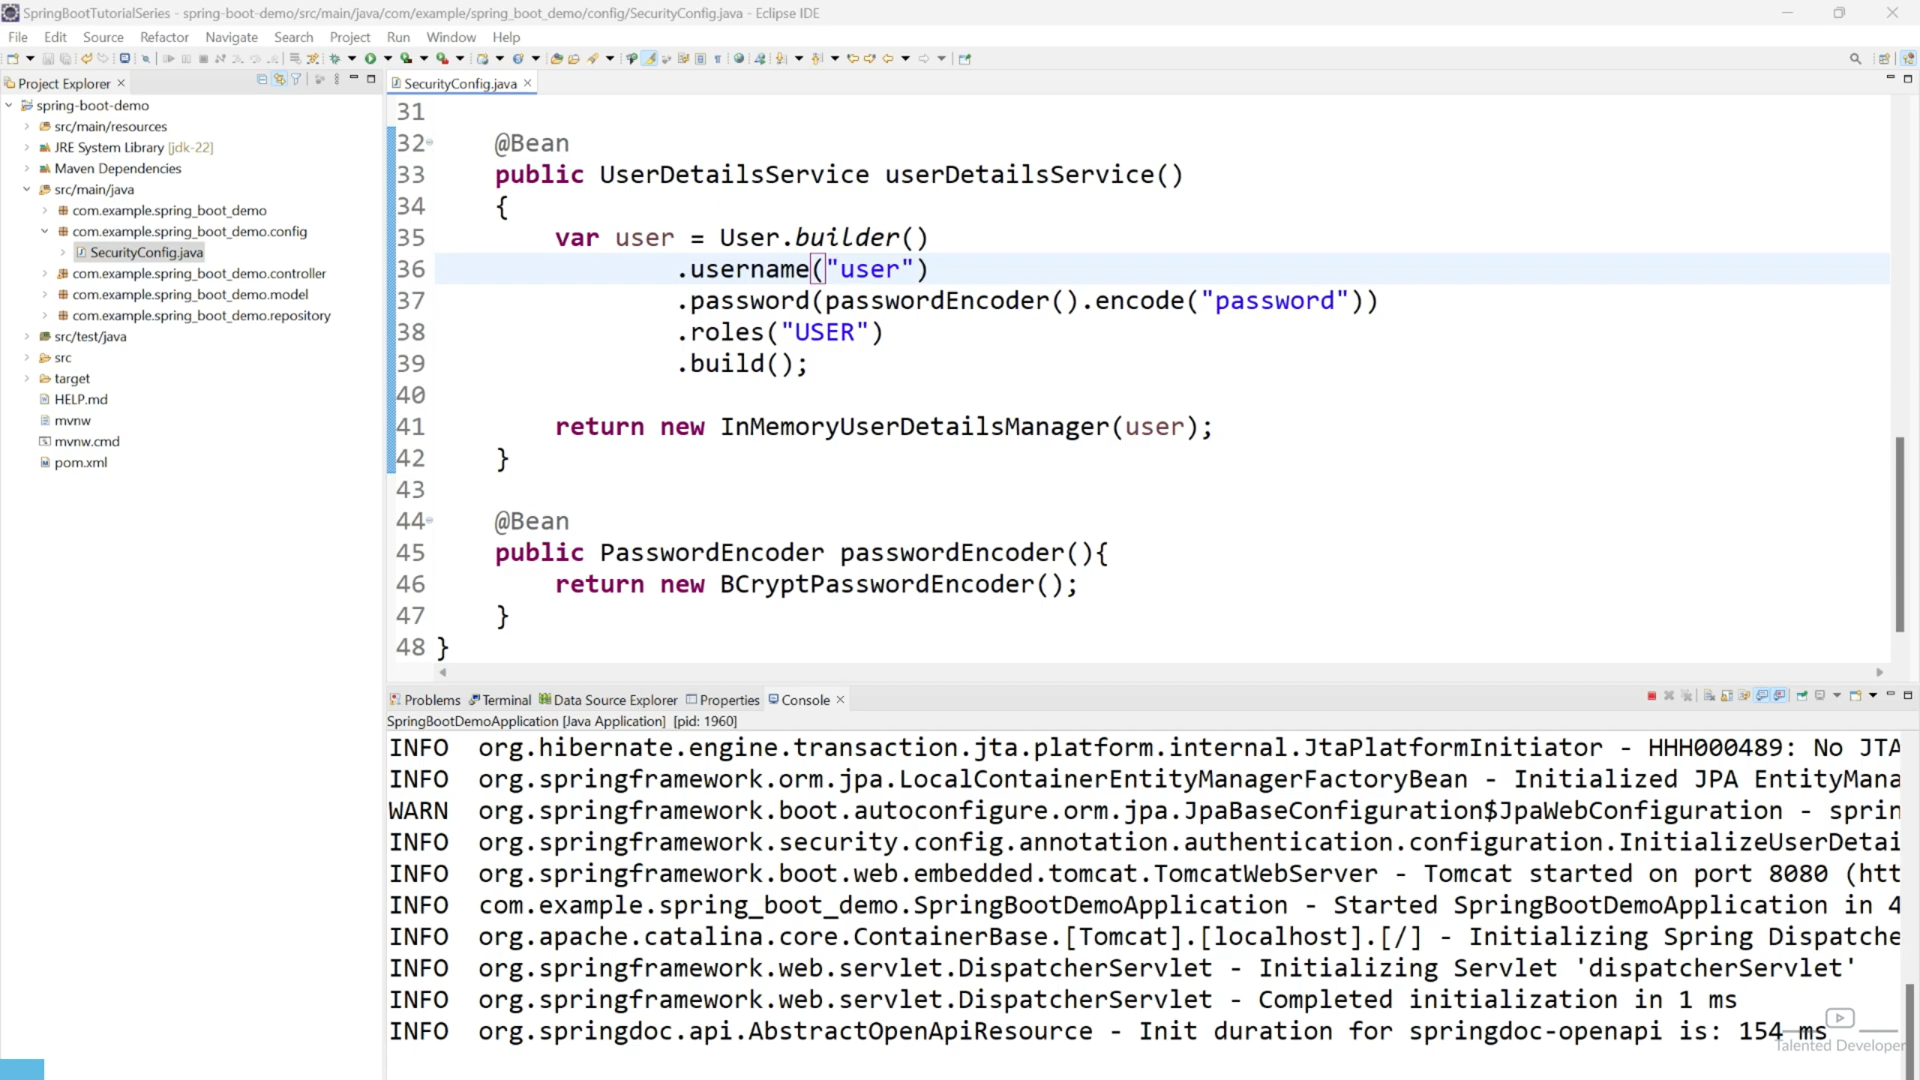 SpringBootTutorialSeries - spring-boot-demo/src/main/java/com/example/spring_boot_demo/config/SecurityConfig.java - Eclipse IDE
File Edit Source Refactor Navigate Search Project Run Window Help
Project Explorer
spring-boot-demo
src/main/resources
JRE System Library [jdk-22]
Maven Dependencies
src/main/java
com.example.spring_boot_demo
com.example.spring_boot_demo.config
SecurityConfig.java
com.example.spring_boot_demo.controller
com.example.spring_boot_demo.model
com.example.spring_boot_demo.repository
src/test/java
src
target
HELP.md
mvnw
mvnw.cmd
pom.xml
SecurityConfig.java
31
32 @Bean
33 public UserDetailsService userDetailsService()
34 {
35 var user = User.builder()
36 .username("user")
37 .password(passwordEncoder().encode("password"))
38 .roles("USER")
39 .build();
40
41 return new InMemoryUserDetailsManager(user);
42 }
43
44 @Bean
45 public PasswordEncoder passwordEncoder(){
46 return new BCryptPasswordEncoder();
47 }
48 }
Problems Terminal Data Source Explorer Properties Console
SpringBootDemoApplication [Java Application] [pid: 1960]
INFO org.hibernate.engine.transaction.jta.platform.internal.JtaPlatformInitiator - HHH000489: No JTA
INFO org.springframework.orm.jpa.LocalContainerEntityManagerFactoryBean - Initialized JPA EntityMana
WARN org.springframework.boot.autoconfigure.orm.jpa.JpaBaseConfiguration$JpaWebConfiguration - sprin
INFO org.springframework.security.config.annotation.authentication.configuration.InitializeUserDetai
INFO org.springframework.boot.web.embedded.tomcat.TomcatWebServer - Tomcat started on port 8080 (htt
INFO com.example.spring_boot_demo.SpringBootDemoApplication - Started SpringBootDemoApplication in 4
INFO org.apache.catalina.core.ContainerBase.[Tomcat].[localhost].[/] - Initializing Spring Dispatche
INFO org.springframework.web.servlet.DispatcherServlet - Initializing Servlet 'dispatcherServlet'
INFO org.springframework.web.servlet.DispatcherServlet - Completed initialization in 1 ms
INFO org.springdoc.api.AbstractOpenApiResource - Init duration for springdoc-openapi is: 154 ms
Talented Developer